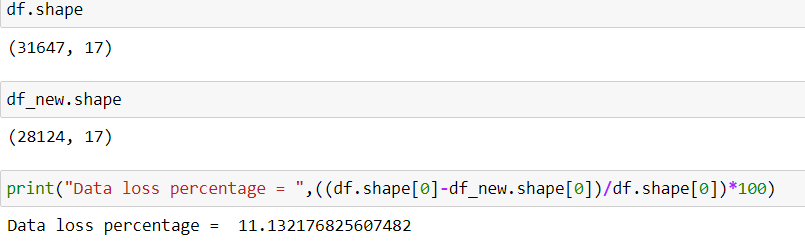 df.shape
(31647, 17)
df_new.shape
(28124, 17)
print("Data loss percentage = ",((df.shape[0]-df_new.shape[0])/df.shape[0])*100)
Data loss percentage =  11.132176825607482